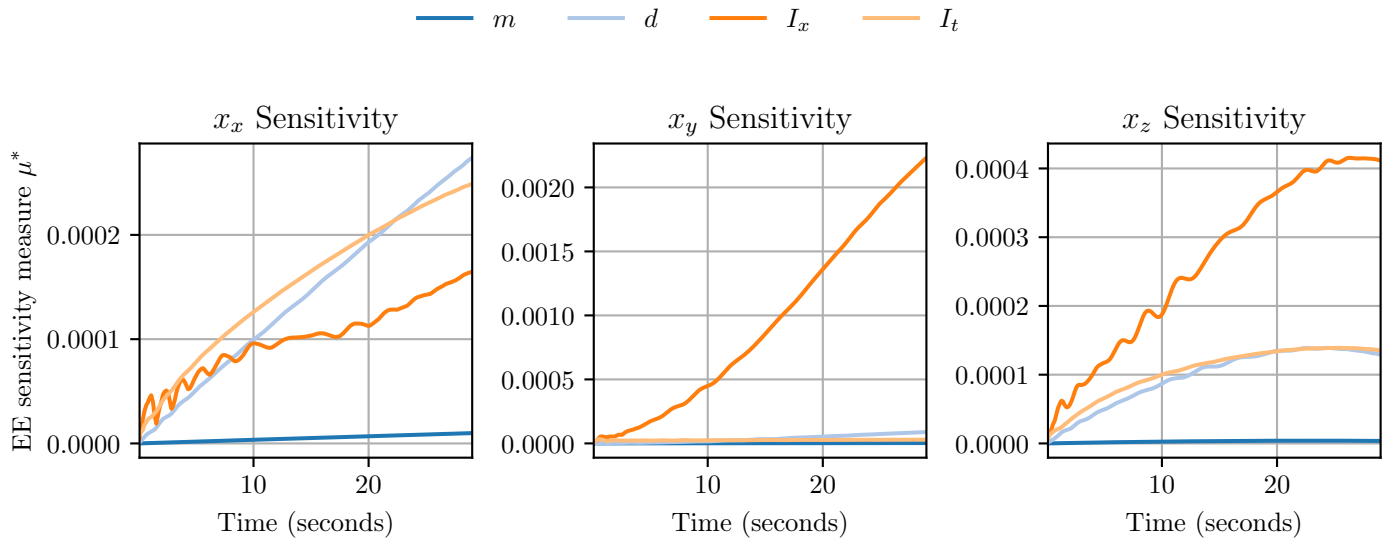 m d I_x I_t
x_x Sensitivity
x_y Sensitivity
x_z Sensitivity
EE sensitivity measure μ*
0.0002
0.0001
0.0000
10 20
Time (seconds)
0.0020
0.0015
0.0010
0.0005
0.0000
10 20
Time (seconds)
0.0004
0.0003
0.0002
0.0001
0.0000
10 20
Time (seconds)